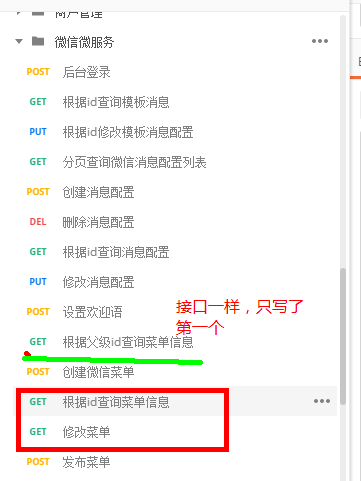 商户管理
微信微服务
POST 后台登录
GET 根据id查询模板消息
PUT 根据id修改模板消息配置
GET 分页查询微信消息配置列表
POST 创建消息配置
DEL 删除消息配置
GET 根据id查询消息配置
PUT 修改消息配置
POST 设置欢迎语
接口一样，只写了
第一个
GET 根据父级id查询菜单信息
POST 创建微信菜单
GET 根据id查询菜单信息
GET 修改菜单
POST 发布菜单